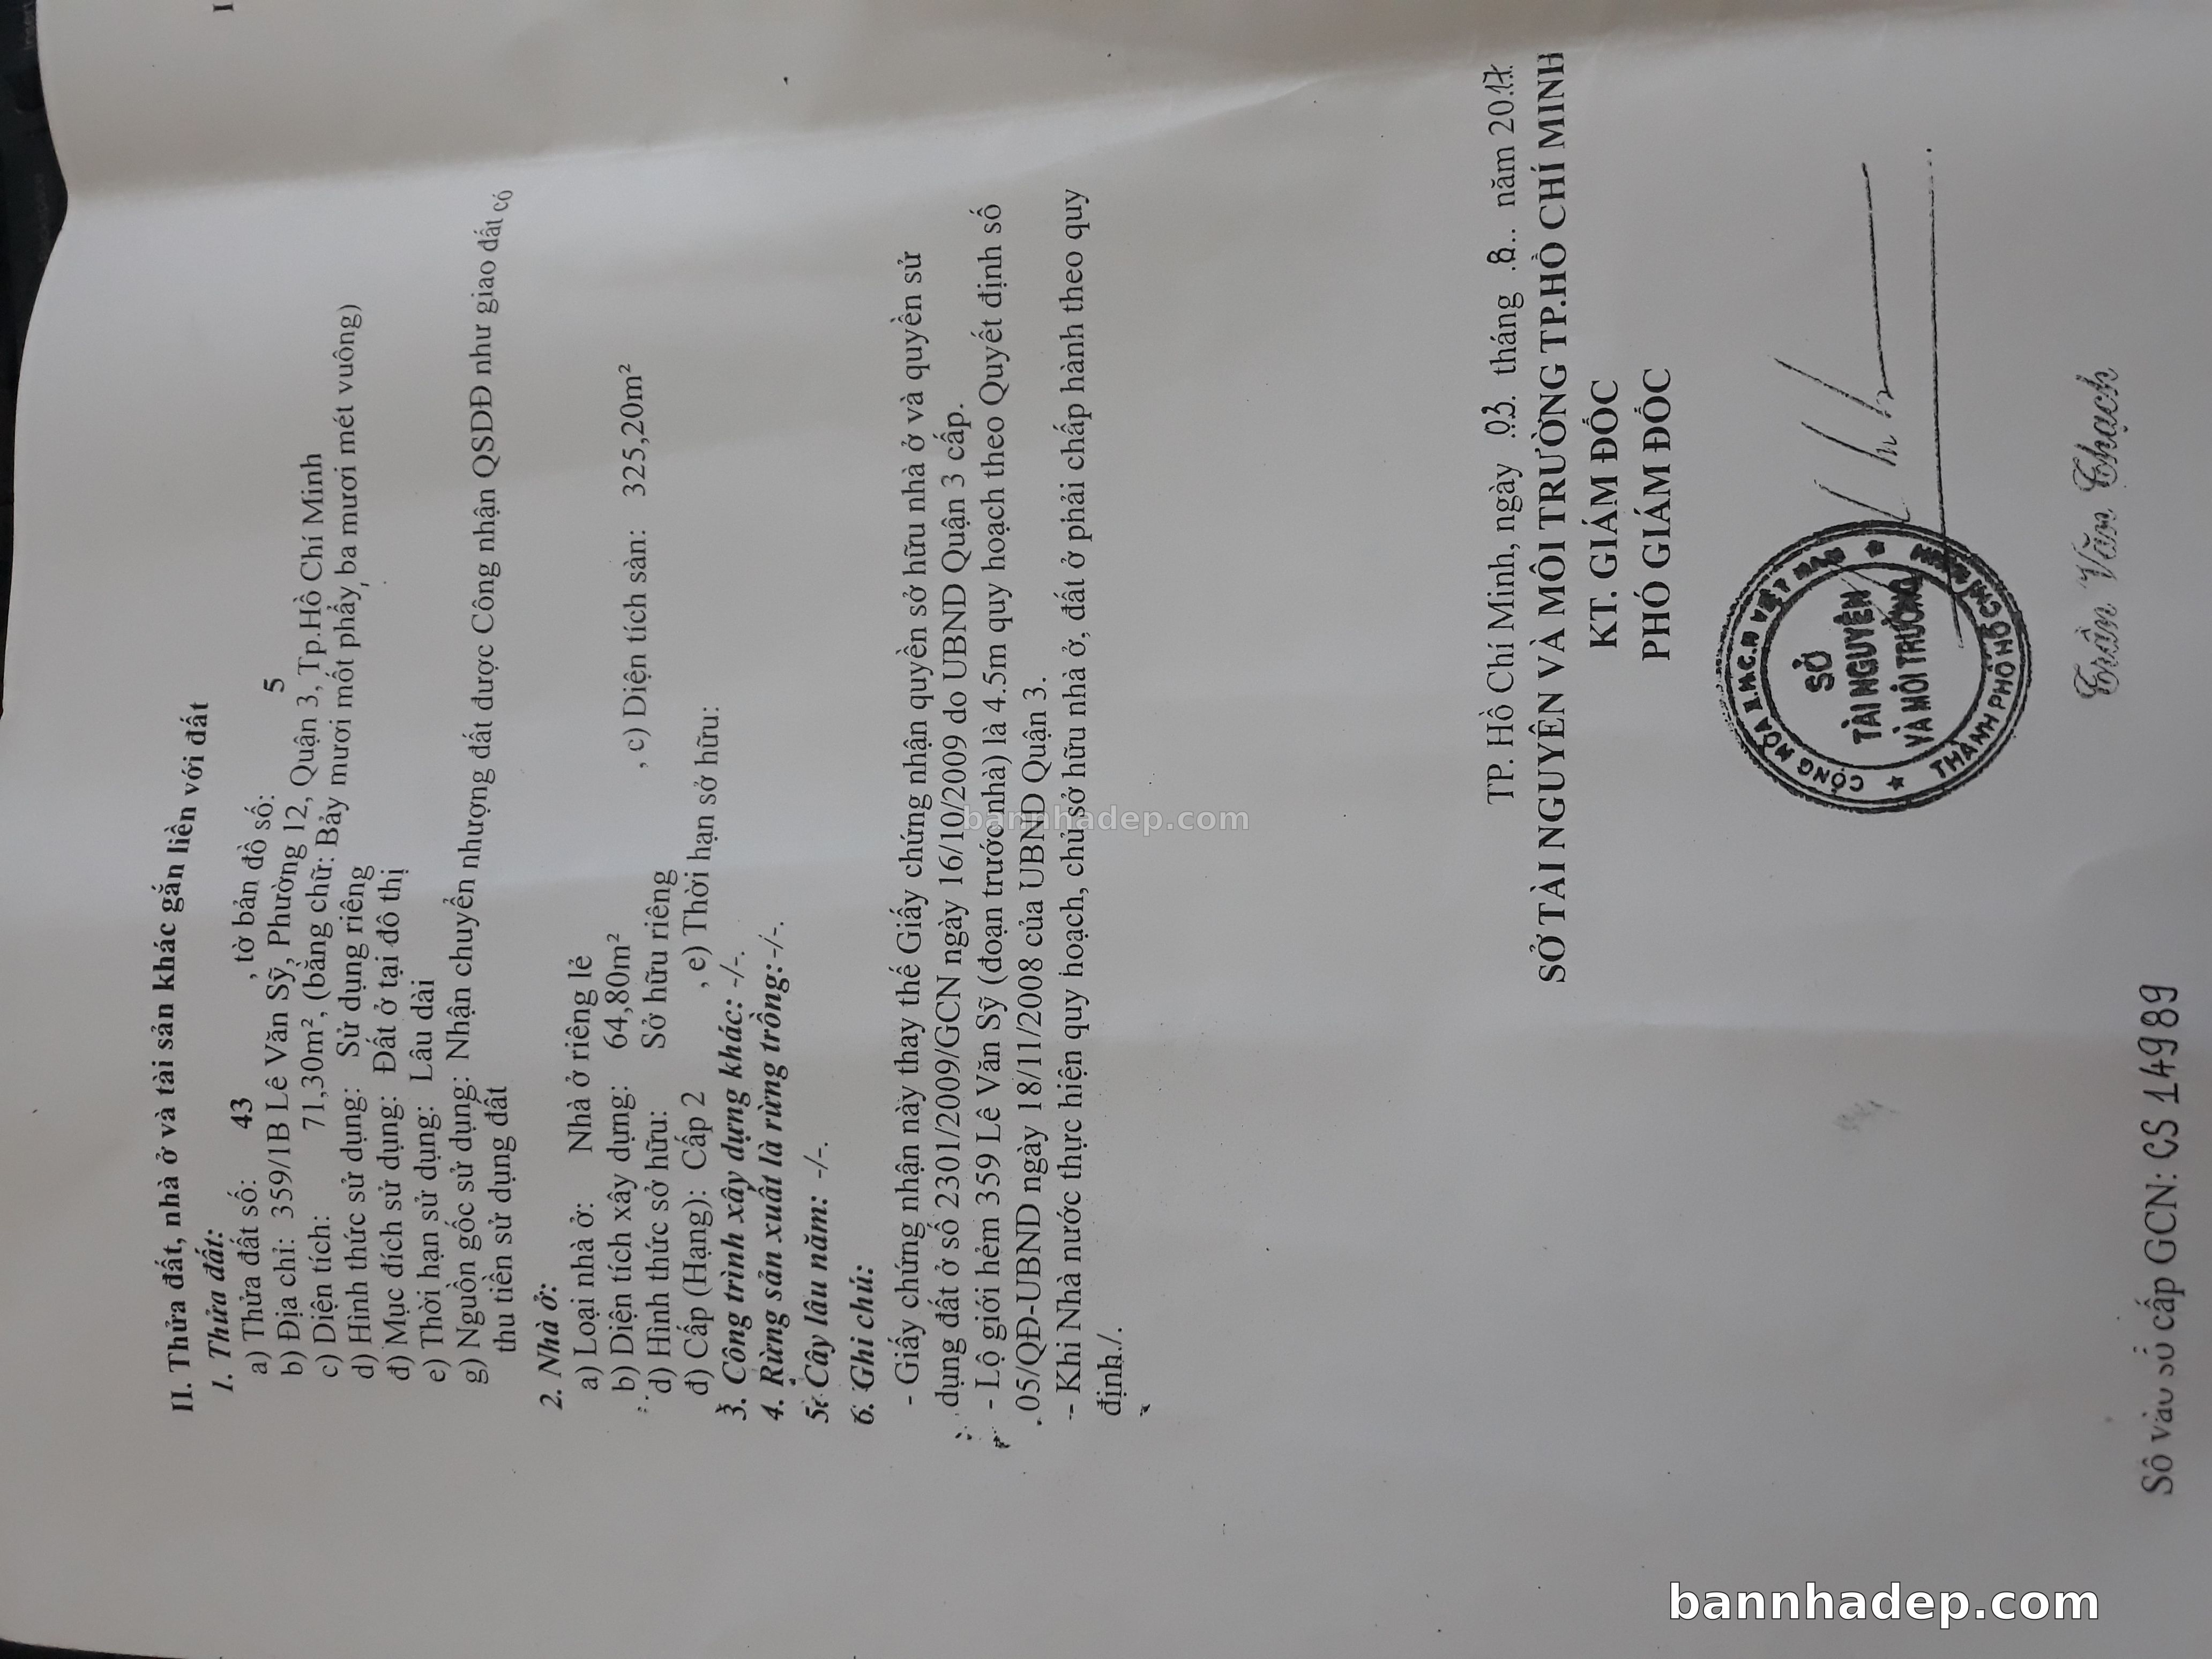 II. Thửa đất, nhà ở và tài sản khác gắn liền với đất
1. Thửa đất:
a) Thửa đất số: 43 , tờ bản đồ số: 5
b) Địa chỉ: 359/1B Lê Văn Sỹ, Phường 12, Quận 3, Tp.Hồ Chí Minh
c) Diện tích: 71,30m², (bằng chữ: Bảy mươi mốt phẩy ba mươi mét vuông)
d) Hình thức sử dụng: Sử dụng riêng
đ) Mục đích sử dụng: Đất ở tại đô thị
e) Thời hạn sử dụng: Lâu dài
g) Nguồn gốc sử dụng: Nhận chuyển nhượng đất được Công nhận QSDĐ như giao đất có
thu tiền sử dụng đất
2. Nhà ở:
a) Loại nhà ở: Nhà ở riêng lẻ
b) Diện tích xây dựng: 64,80m² , c) Diện tích sàn: 325,20m²
d) Hình thức sở hữu: Sở hữu riêng
đ) Cấp (Hạng): Cấp 2 , e) Thời hạn sở hữu:
3. Công trình xây dựng khác: -/-.
4. Rừng sản xuất là rừng trồng: -/-.
5. Cây lâu năm: -/-.
6. Ghi chú:
- Giấy chứng nhận này thay thế Giấy chứng nhận quyền sở hữu nhà ở và quyền sử
dụng đất ở số 2301/2009/GCN ngày 16/10/2009 do UBND Quận 3 cấp.
- Lộ giới hẻm 359 Lê Văn Sỹ (đoạn trước nhà) là 4.5m quy hoạch theo Quyết định số
05/QĐ-UBND ngày 18/11/2008 của UBND Quận 3.
- Khi Nhà nước thực hiện quy hoạch, chủ sở hữu nhà ở, đất ở phải chấp hành theo quy
định./.
TP. Hồ Chí Minh, ngày 03 tháng 8 năm 2017
SỞ TÀI NGUYÊN VÀ MÔI TRƯỜNG TP.HỒ CHÍ MINH
KT. GIÁM ĐỐC
PHÓ GIÁM ĐỐC
CỘNG HÒA X.H.C.N VIỆT NAM
SỞ
TÀI NGUYÊN
VÀ MÔI TRƯỜNG
THÀNH PHỐ HỒ CHÍ MINH
Trần Văn Thạch
Số vào sổ cấp GCN: CS 14989
bannhadep.com
bannhadep.com